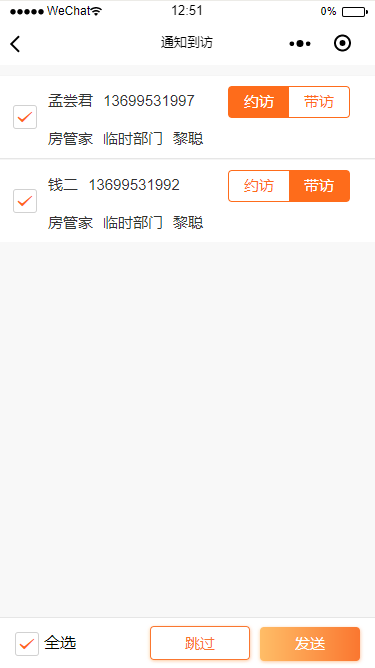 WeChat 12:51 0%
通知到访
孟尝君 13699531997 约访 带访
房管家 临时部门 黎聪
钱二 13699531992 约访 带访
房管家 临时部门 黎聪
全选 跳过 发送